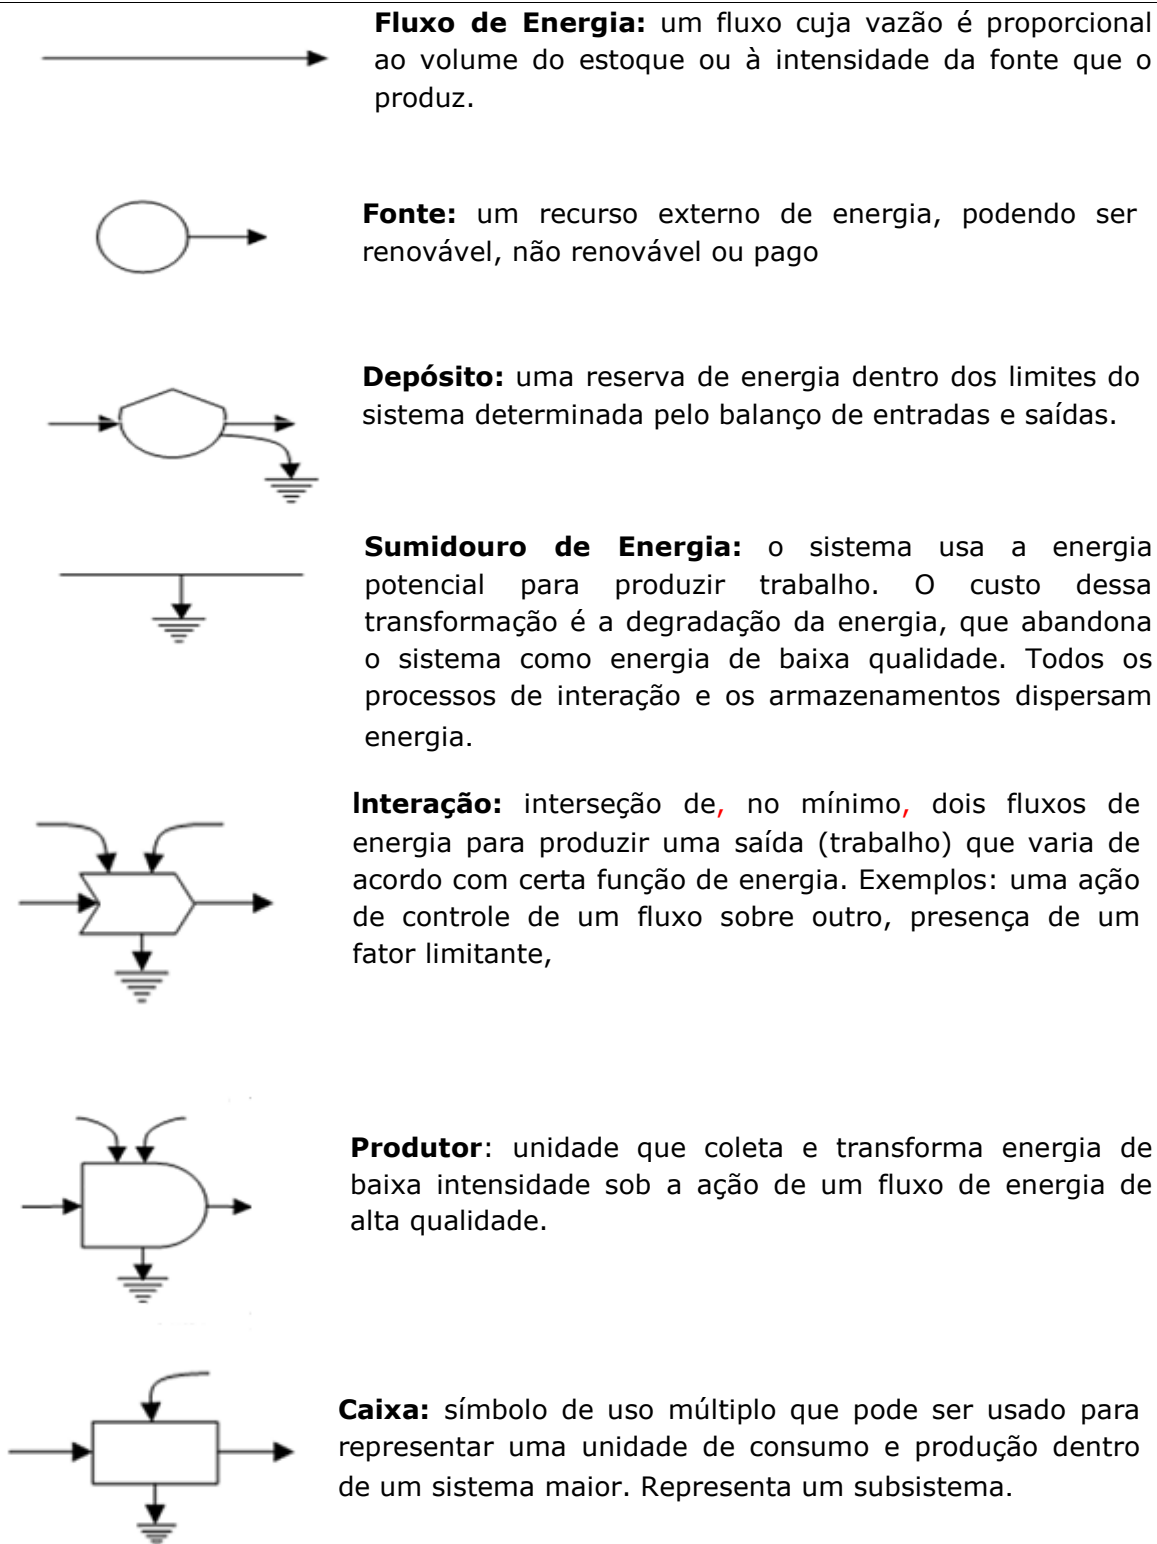 Fluxo de Energia: um fluxo cuja vazão é proporcional
ao volume do estoque ou à intensidade da fonte que o
produz.
Fonte: um recurso externo de energia, podendo ser
renovável, não renovável ou pago
Depósito: uma reserva de energia dentro dos limites do
sistema determinada pelo balanço de entradas e saídas.
Sumidouro de Energia: o sistema usa a energia
potencial para produzir trabalho. O custo dessa
transformação é a degradação da energia, que abandona
o sistema como energia de baixa qualidade. Todos os
processos de interação e os armazenamentos dispersam
energia.
Interação: interseção de, no mínimo, dois fluxos de
energia para produzir uma saída (trabalho) que varia de
acordo com certa função de energia. Exemplos: uma ação
de controle de um fluxo sobre outro, presença de um
fator limitante,
Produtor: unidade que coleta e transforma energia de
baixa intensidade sob a ação de um fluxo de energia de
alta qualidade.
Caixa: símbolo de uso múltiplo que pode ser usado para
representar uma unidade de consumo e produção dentro
de um sistema maior. Representa um subsistema.